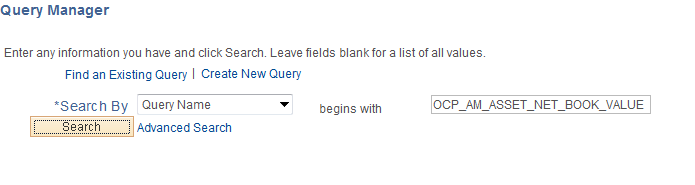 Query Manager
Enter any information you have and click Search. Leave fields blank for a list of all values.
Find an Existing Query | Create New Query
*Search By Query Name begins with OCP_AM_ASSET_NET_BOOK_VALUE
Search Advanced Search